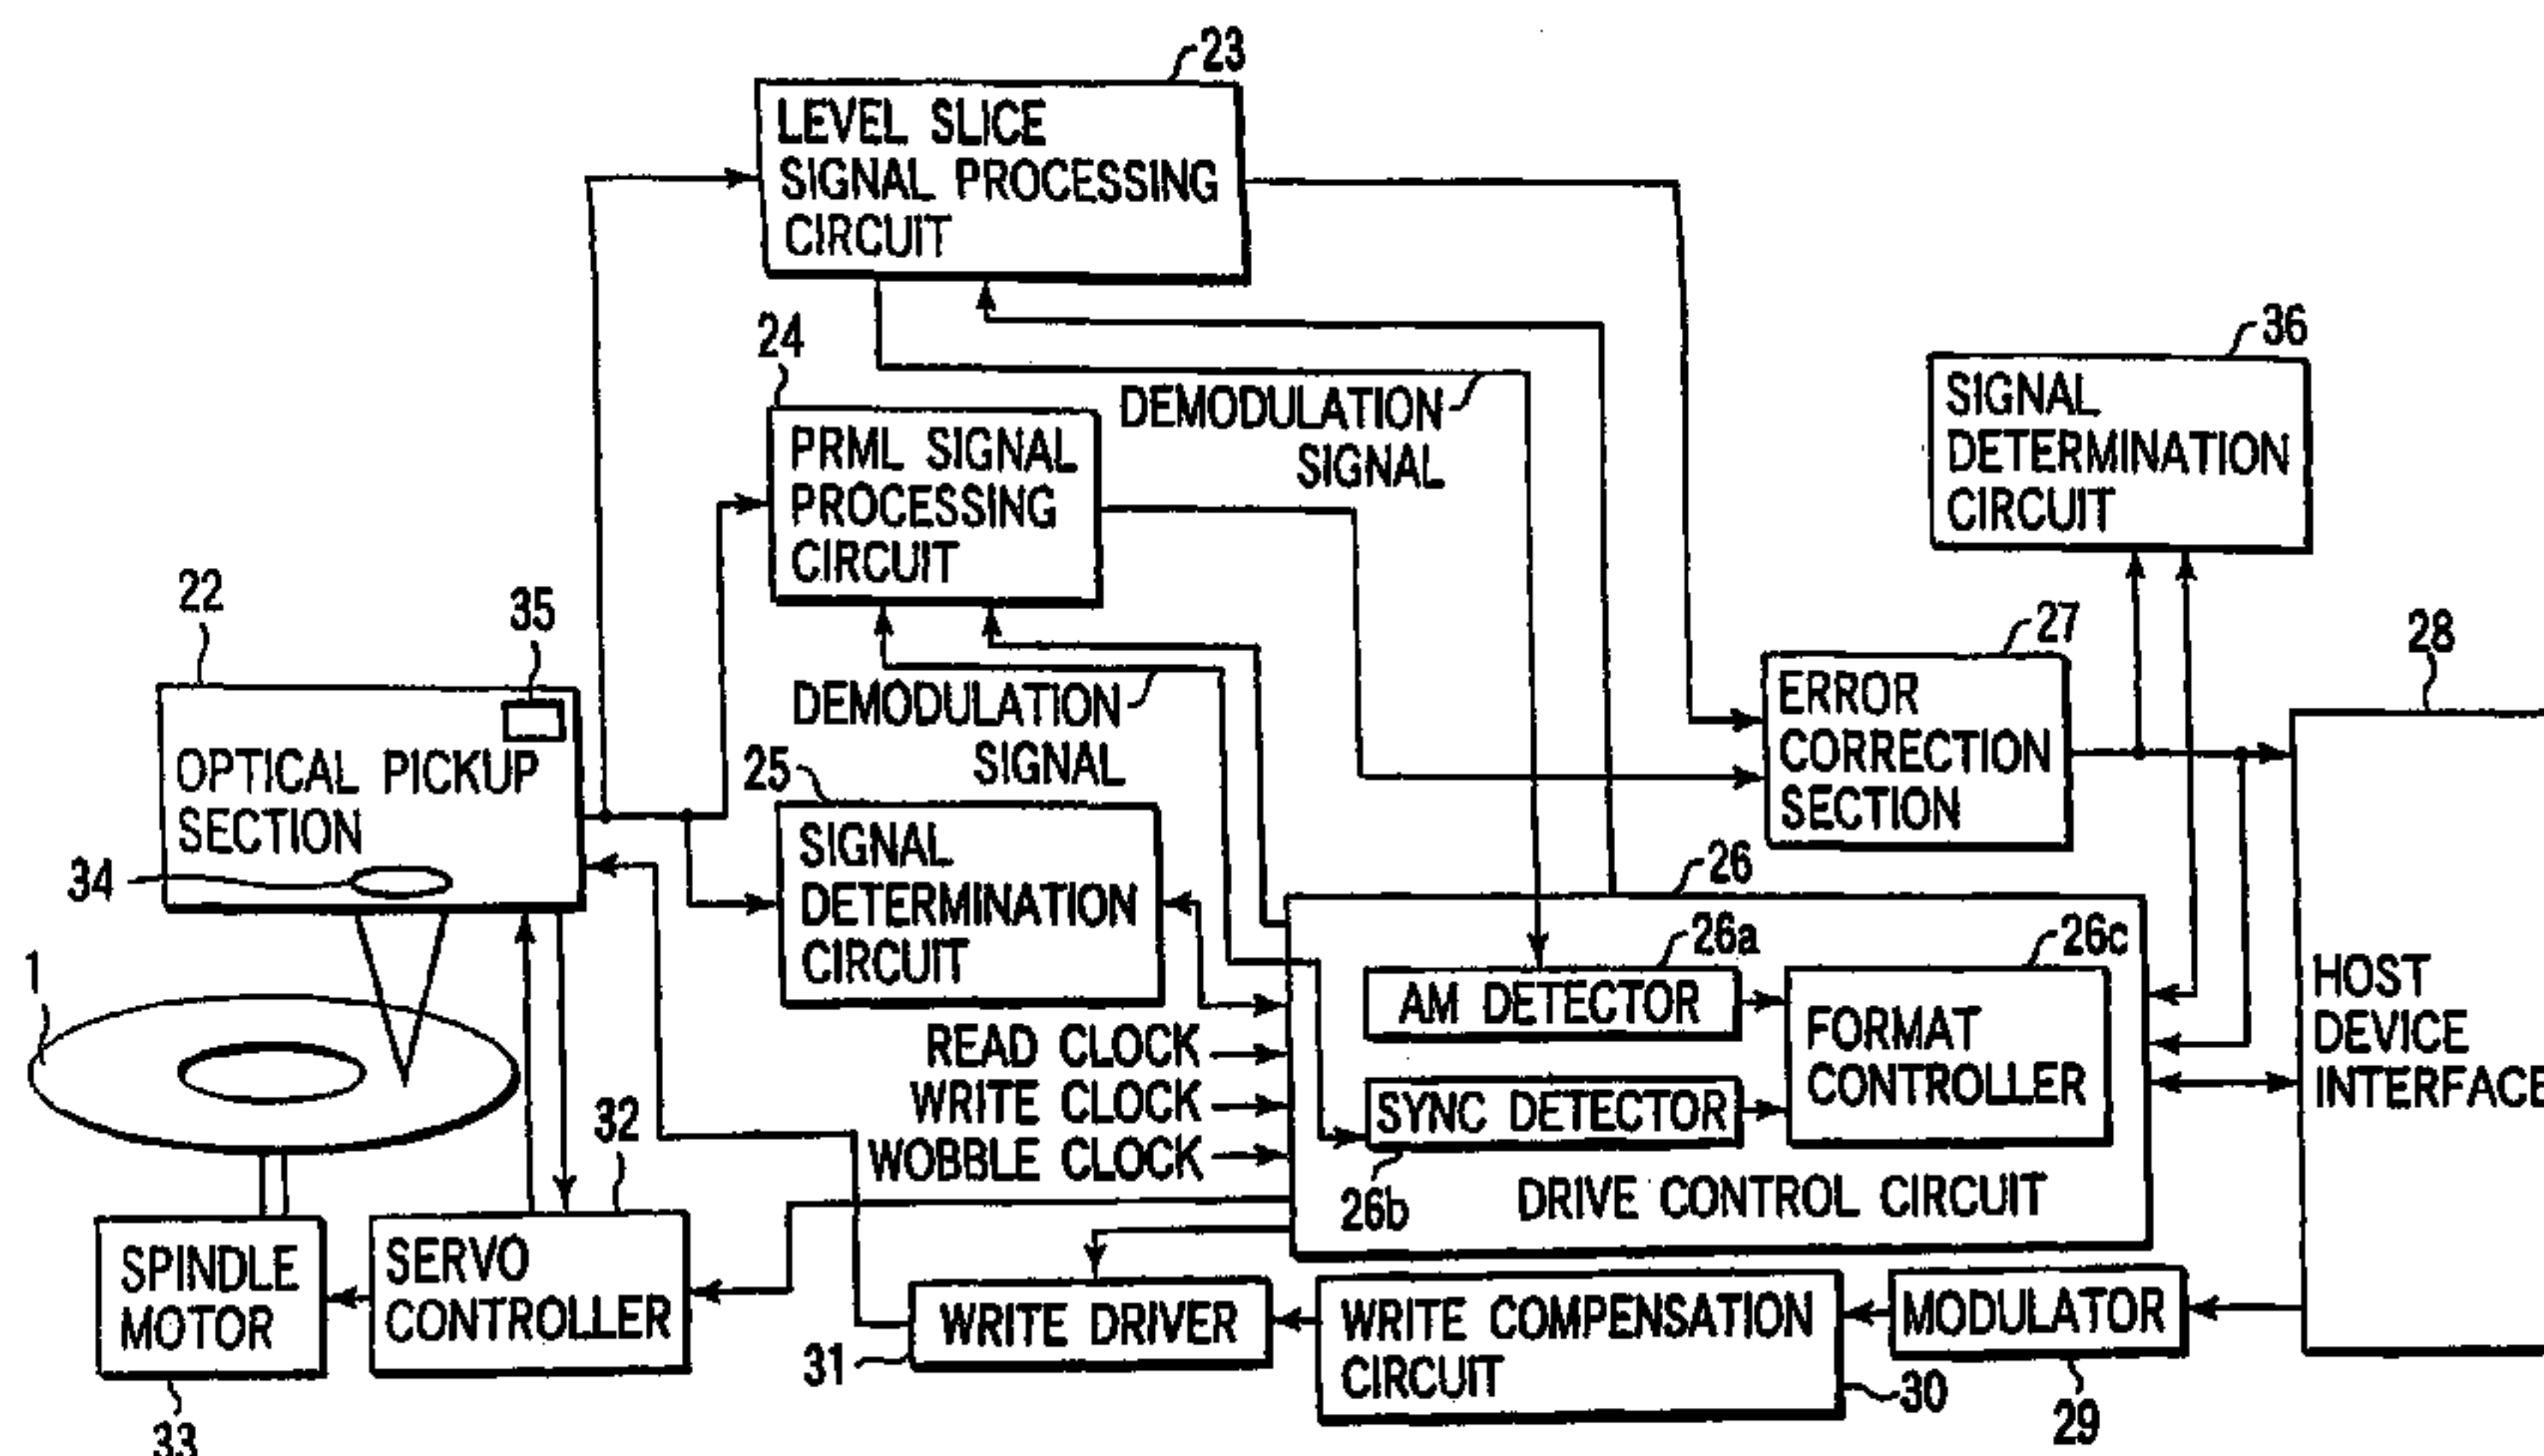 23
LEVEL SLICE
SIGNAL PROCESSING
CIRCUIT
24
PRML SIGNAL
PROCESSING
CIRCUIT
DEMODULATION
SIGNAL
36
SIGNAL
DETERMINATION
CIRCUIT
22
35
OPTICAL PICKUP
SECTION
34
DEMODULATION
SIGNAL
25
SIGNAL
DETERMINATION
CIRCUIT
27
ERROR
CORRECTION
SECTION
28
HOST
DEVICE
INTERFACE
26
26a
AM DETECTOR
26c
FORMAT
CONTROLLER
SYNC DETECTOR
26b
DRIVE CONTROL CIRCUIT
READ CLOCK
WRITE CLOCK
WOBBLE CLOCK
1
32
SPINDLE
MOTOR
33
SERVO
CONTROLLER
WRITE DRIVER
31
WRITE COMPENSATION
CIRCUIT
30
MODULATOR
29